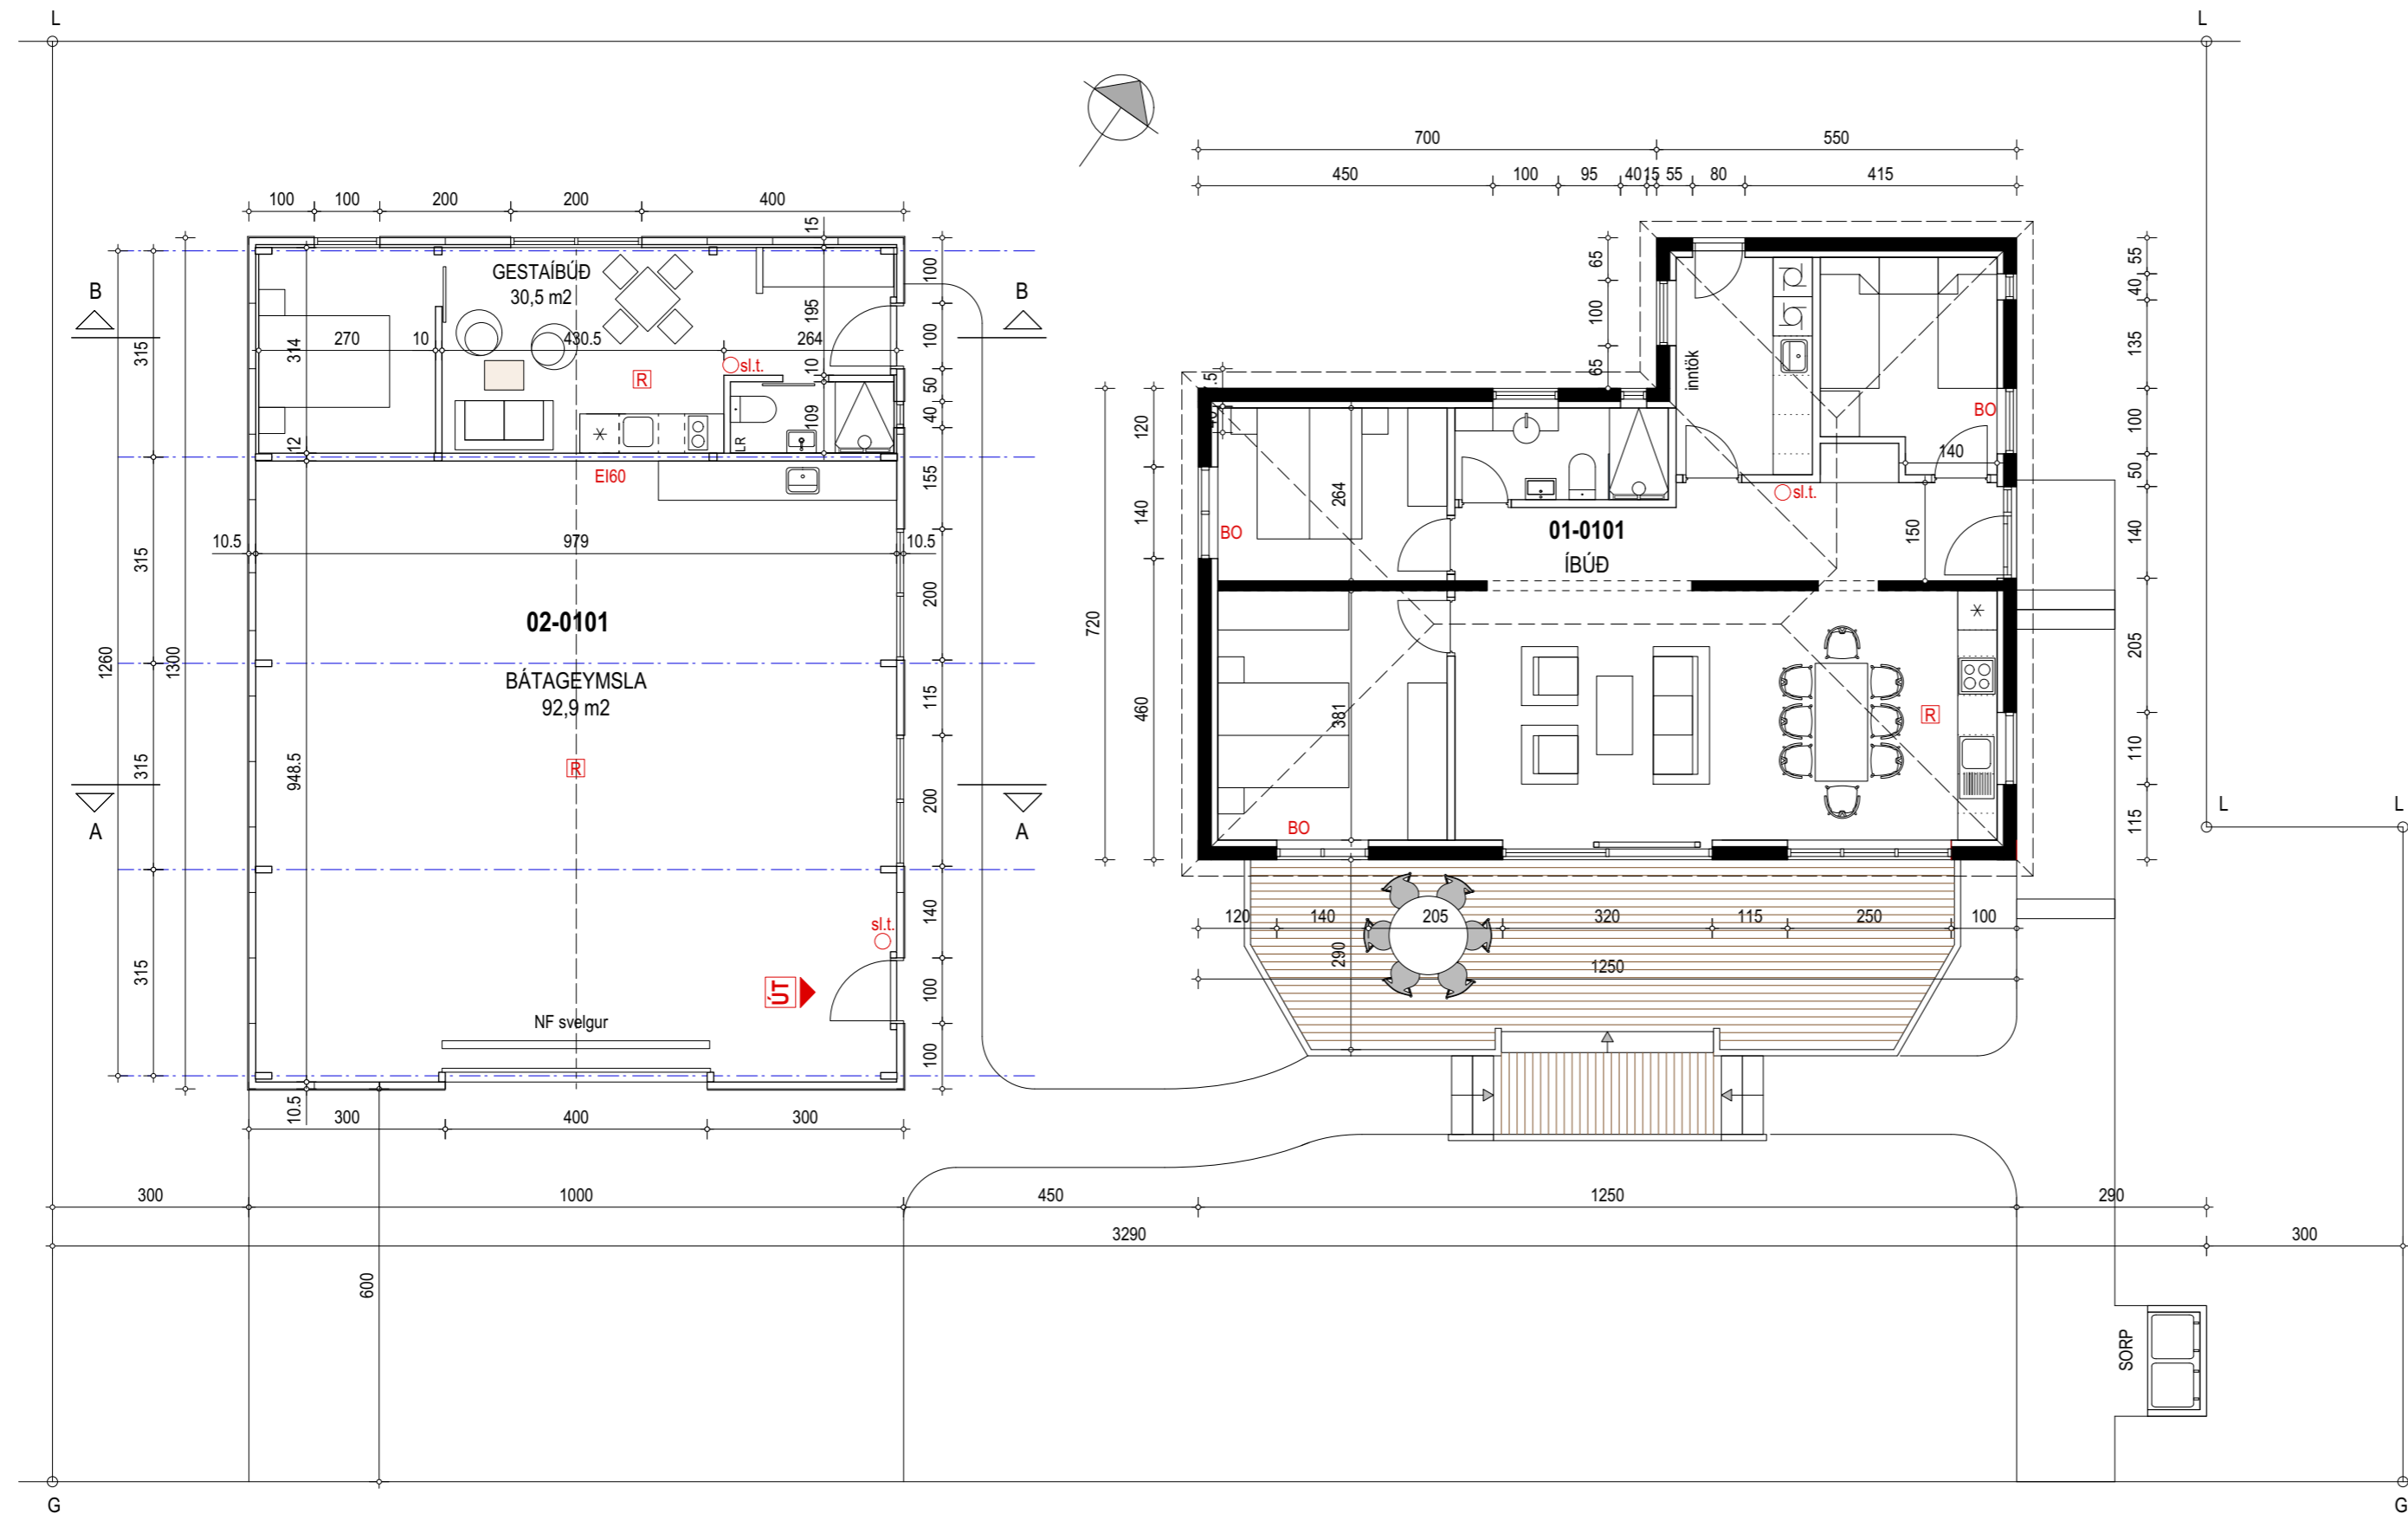 L
L
700
550
450
100
95
40
15
55
80
415
100
100
200
200
400
15
GESTAÍBÚÐ
30,5 m2
B
B
100
195
100
314
270
10
430.5
264
sl.t.
R
10
50
40
109
LR
12
EI60
155
315
315
315
315
1260
1300
10.5
979
10.5
02-0101
BÁTAGEYMSLA
92,9 m2
R
948.5
200
115
200
140
100
100
A
A
sl.t.
ÚT
NF svelgur
10.5
300
400
300
65
100
65
inntök
55
40
135
100
50
140
205
110
115
BO
140
sl.t.
150
120
140
460
720
264
BO
01-0101
ÍBÚÐ
381
R
BO
L
L
120
140
205
320
115
250
100
290
1250
300
1000
450
1250
290
3290
300
600
SORP
G
G